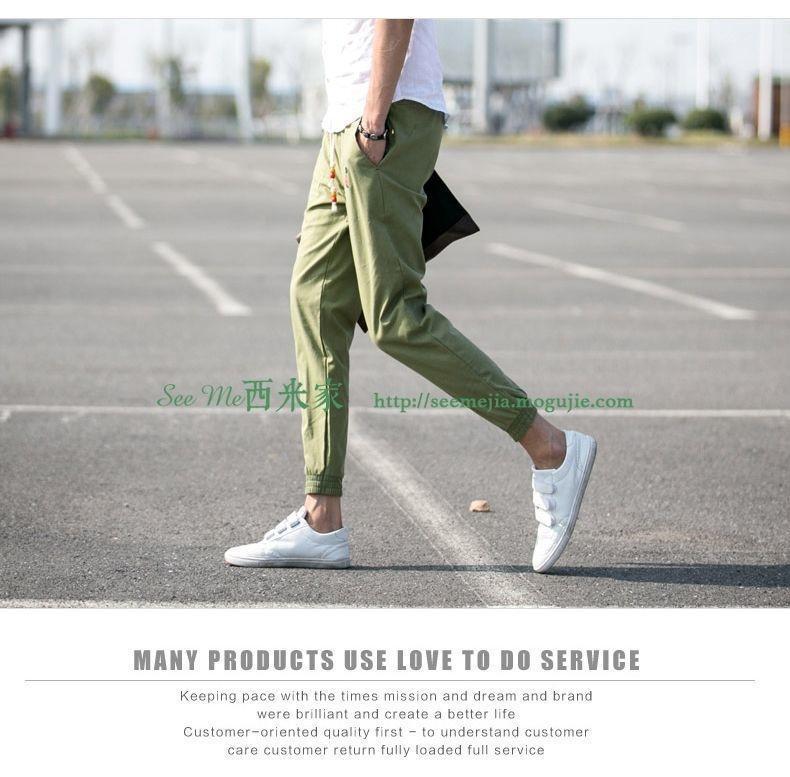 See Me西米家 http://seemejia.mogujie.com
MANY PRODUCTS USE LOVE TO DO SERVICE
Keeping pace with the times mission and dream and brand
were brilliant and create a better life
Customer-oriented quality first - to understand customer
care customer return fully loaded full service